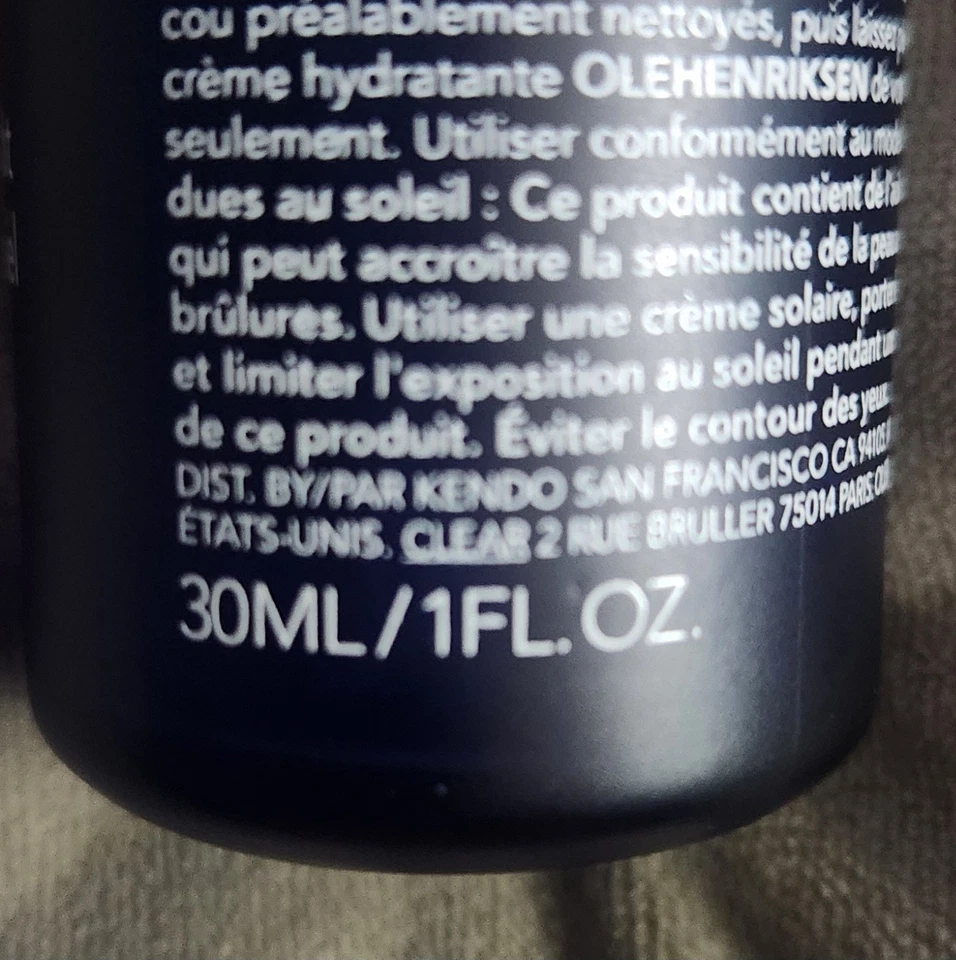 cou préalablement nettoyés, puis
crème hydratante OLEHENRIKSEN de
seulement. Utiliser conformément au
dues au soleil : Ce produit contient de
qui peut accroître la sensibilité de la
brûlures. Utiliser une crème solaire,
et limiter l'exposition au soleil pendant
de ce produit. Éviter le contour des yeux.
DIST. BY/PAR KENDO SAN FRANCISCO CA
ÉTATS-UNIS. CLEAR 2 RUE BRULLER 75014 PARIS.
30ML/1FL. OZ.